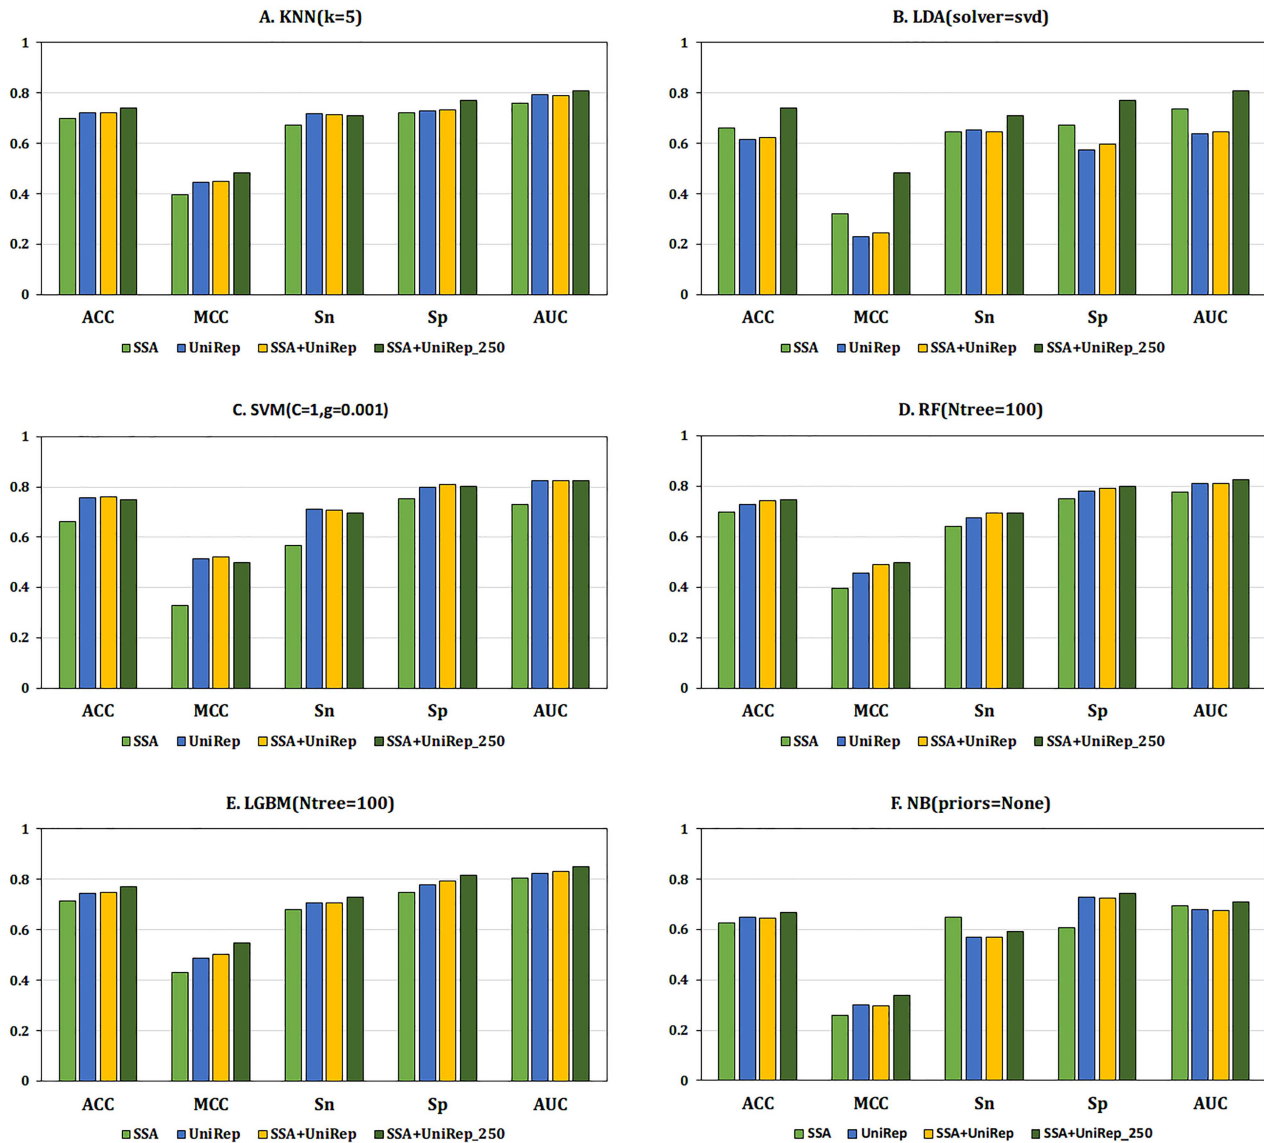 A. KNN(k=5)
1
0.8
0.6
0.4
0.2
0
ACC MCC Sn Sp AUC
SSA UniRep SSA+UniRep SSA+UniRep_250
B. LDA(solver=svd)
1
0.8
0.6
0.4
0.2
0
ACC MCC Sn Sp AUC
SSA UniRep SSA+UniRep SSA+UniRep_250
C. SVM(C=1,g=0.001)
1
0.8
0.6
0.4
0.2
0
ACC MCC Sn Sp AUC
SSA UniRep SSA+UniRep SSA+UniRep_250
D. RF(Ntree=100)
1
0.8
0.6
0.4
0.2
0
ACC MCC Sn Sp AUC
SSA UniRep SSA+UniRep SSA+UniRep_250
E. LGBM(Ntree=100)
1
0.8
0.6
0.4
0.2
0
ACC MCC Sn Sp AUC
SSA UniRep SSA+UniRep SSA+UniRep_250
F. NB(priors=None)
1
0.8
0.6
0.4
0.2
0
ACC MCC Sn Sp AUC
SSA UniRep SSA+UniRep SSA+UniRep_250